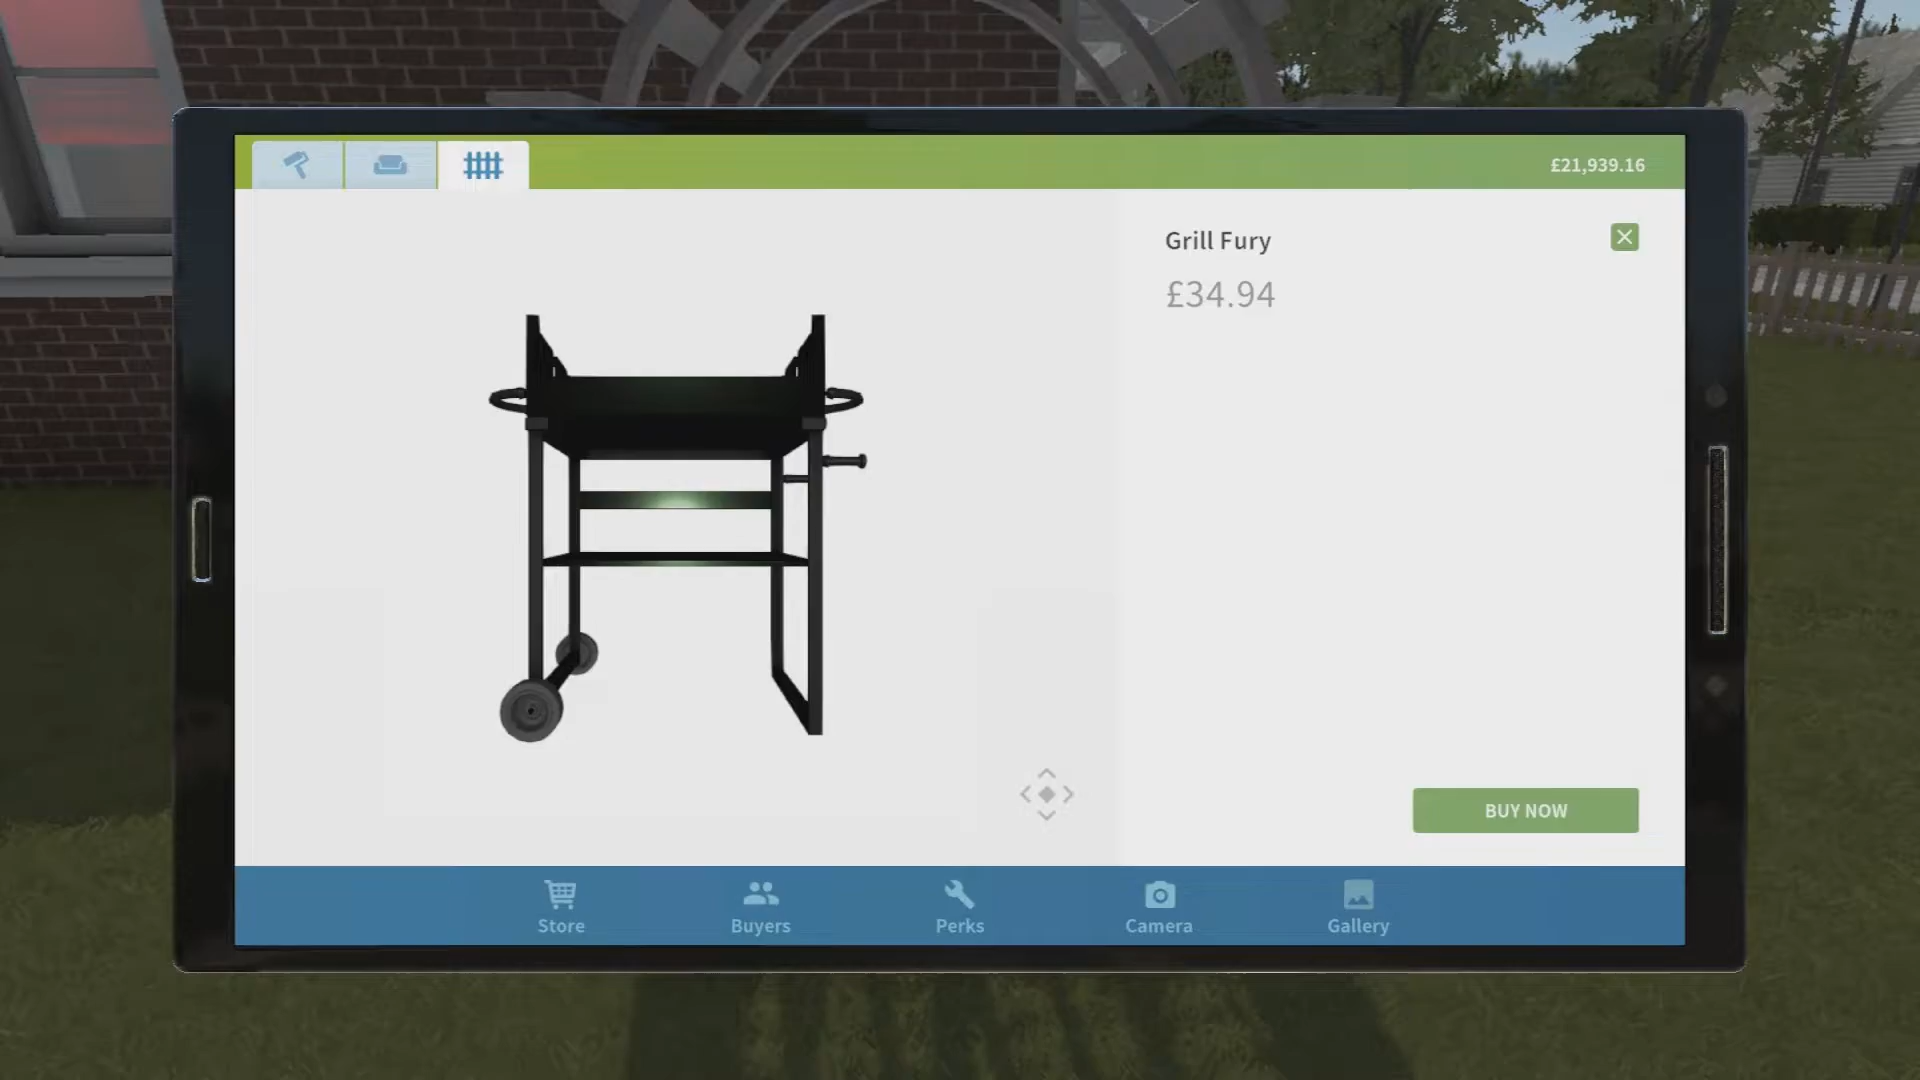 £21,939.16
Grill Fury
£34.94
BUY NOW
Store
Buyers
Perks
Camera
Gallery